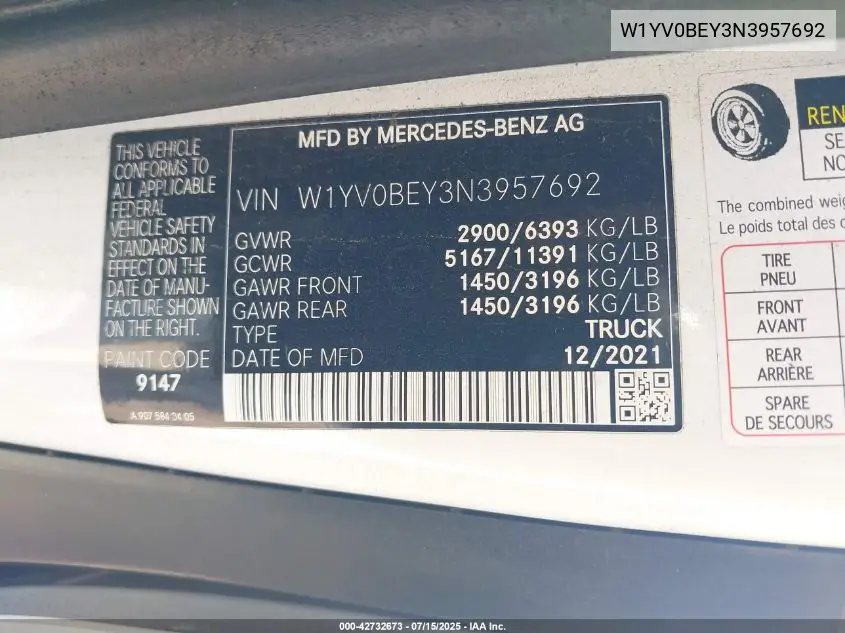 W1YV0BEY3N3957692
MFD BY MERCEDES-BENZ AG
THIS VEHICLE
CONFORMS TO
ALL APPLICABLE
FEDERAL
VEHICLE SAFETY
STANDARDS IN
EFFECT ON THE
DATE OF MANU-
FACTURE SHOWN
ON THE RIGHT.
PAINT CODE
9147
A 907 584 34 05
VIN W1YV0BEY3N3957692
GVWR 2900/6393 KG/LB
GCWR 5167/11391 KG/LB
GAWR FRONT 1450/3196 KG/LB
GAWR REAR 1450/3196 KG/LB
TYPE TRUCK
DATE OF MFD 12/2021
The combined
Le poids total des
TIRE
PNEU
FRONT
AVANT
REAR
ARRIÈRE
SPARE
DE SECOURS
000-42732673 - 07/15/2025 - IAA Inc.